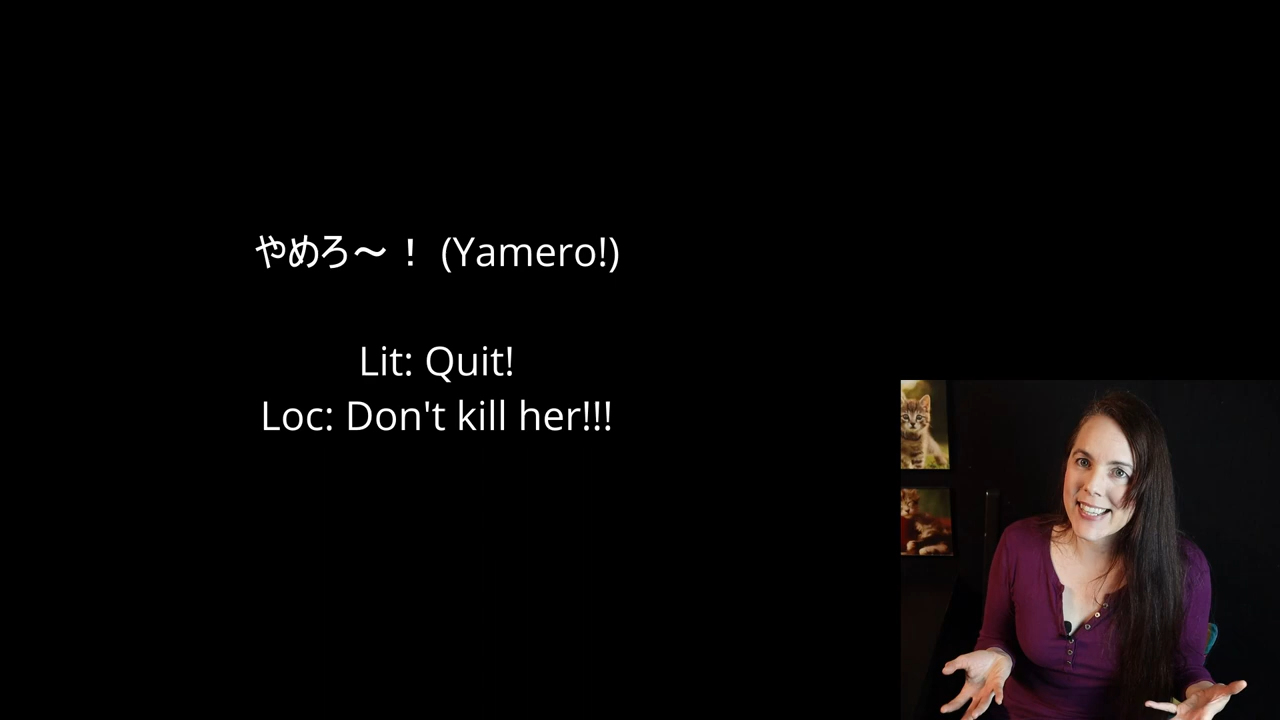 やめろ〜！ (Yamero!)
Lit: Quit!
Loc: Don't kill her!!!